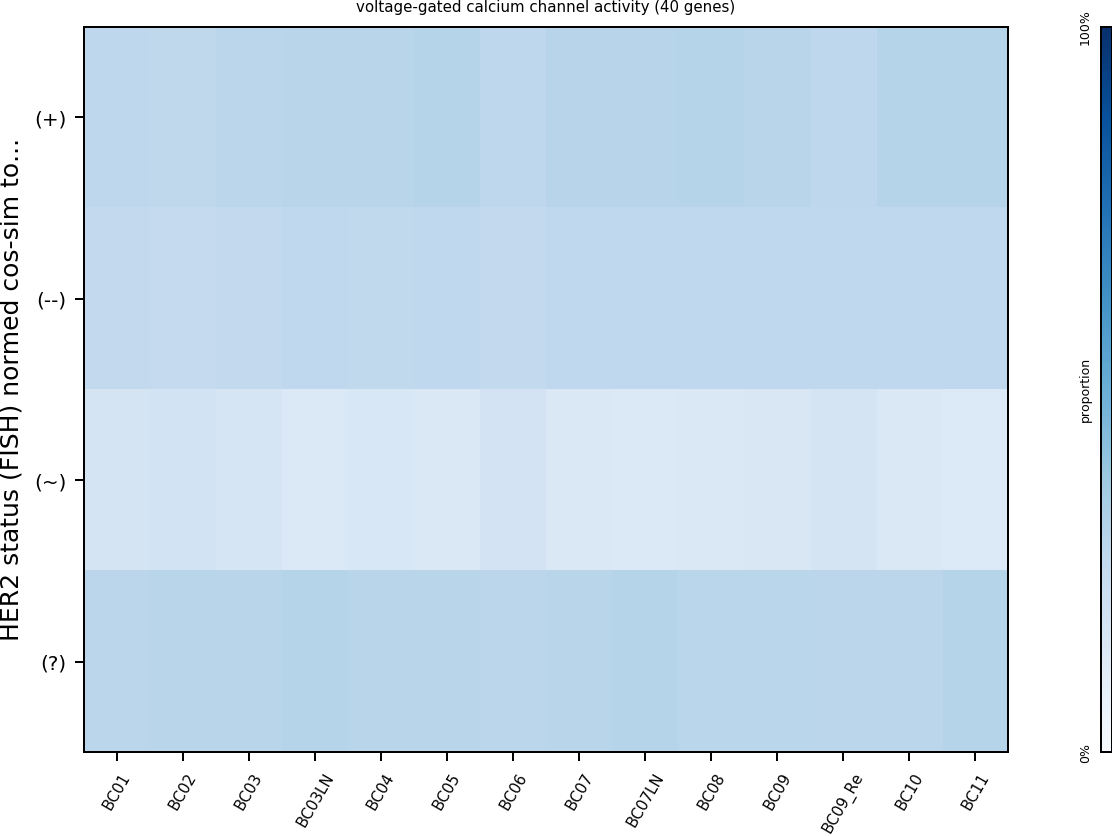 voltage-gated calcium channel activity (40 genes)
HER2 status (FISH) normed cos-sim to...
(+)
(--)
(~)
(?)
BC01
BC02
BC03
BC03LN
BC04
BC05
BC06
BC07
BC07LN
BC08
BC09
BC09_Re
BC10
BC11
100%
proportion
0%